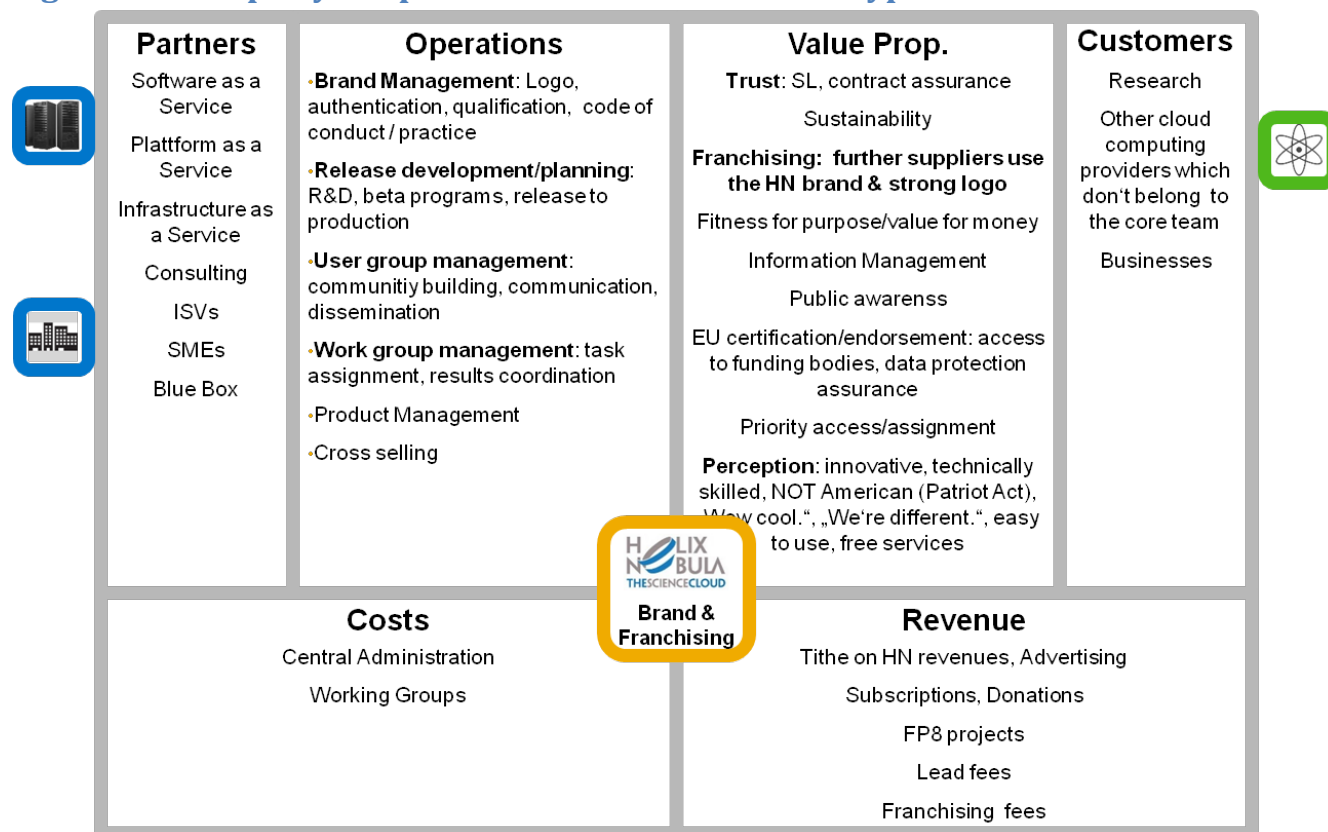 Partners
Software as a
Service
Plattform as a
Service
Infrastructure as
a Service
Consulting
ISVs
SMEs
Blue Box
Operations
•Brand Management: Logo,
authentication, qualification, code of
conduct / practice
•Release development/planning:
R&D, beta programs, release to
production
•User group management:
communitiy building, communication,
dissemination
•Work group management: task
assignment, results coordination
•Product Management
•Cross selling
Value Prop.
Trust: SL, contract assurance
Sustainability
Franchising: further suppliers use
the HN brand & strong logo
Fitness for purpose/value for money
Information Management
Public awarenss
EU certification/endorsement: access
to funding bodies, data protection
assurance
Priority access/assignment
Perception: innovative, technically
skilled, NOT American (Patriot Act),
cool.“, „We're different.“, easy
to use, free services
Customers
Research
Other cloud
computing
providers which
don't belong to
the core team
Businesses
HELIX
NEBULA
THESCIENCECLOUD
Brand &
Franchising
Costs
Central Administration
Working Groups
Revenue
Tithe on HN revenues, Advertising
Subscriptions, Donations
FP8 projects
Lead fees
Franchising fees